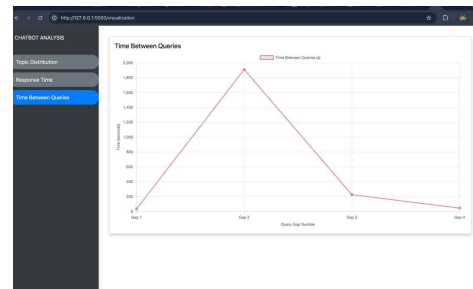 http://127.0.0.1:5000/visualization
CHATBOT ANALYSIS
Topic Distribution
Response Time
Time Between Queries
Time Between Queries
Time Between Queries (s)
2,000
1,800
1,600
1,400
1,200
1,000
800
600
400
200
0
Time (seconds)
Gap 1
Gap 2
Gap 3
Gap 4
Query Gap Number